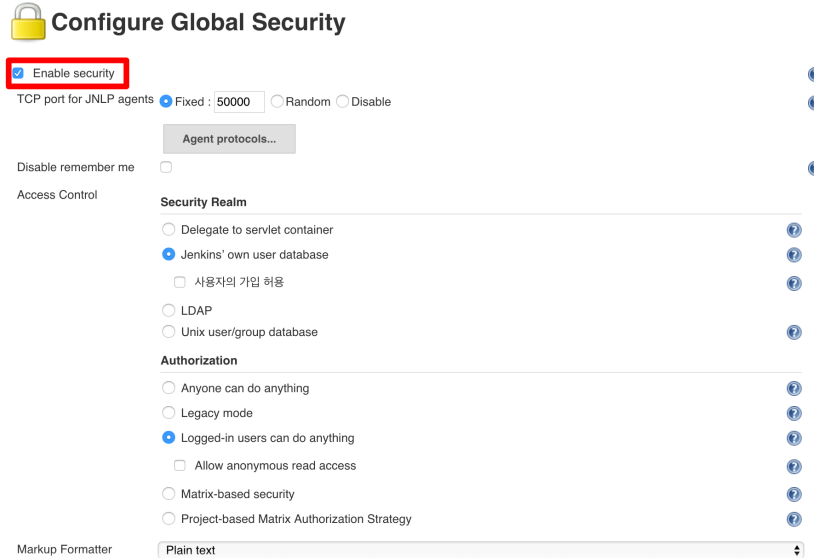 Configure Global Security
Enable security
TCP port for JNLP agents Fixed : 50000 Random Disable
Agent protocols...
Disable remember me
Access Control
Security Realm
Delegate to servlet container
Jenkins' own user database
사용자의 가입 허용
LDAP
Unix user/group database
Authorization
Anyone can do anything
Legacy mode
Logged-in users can do anything
Allow anonymous read access
Matrix-based security
Project-based Matrix Authorization Strategy
Markup Formatter Plain text